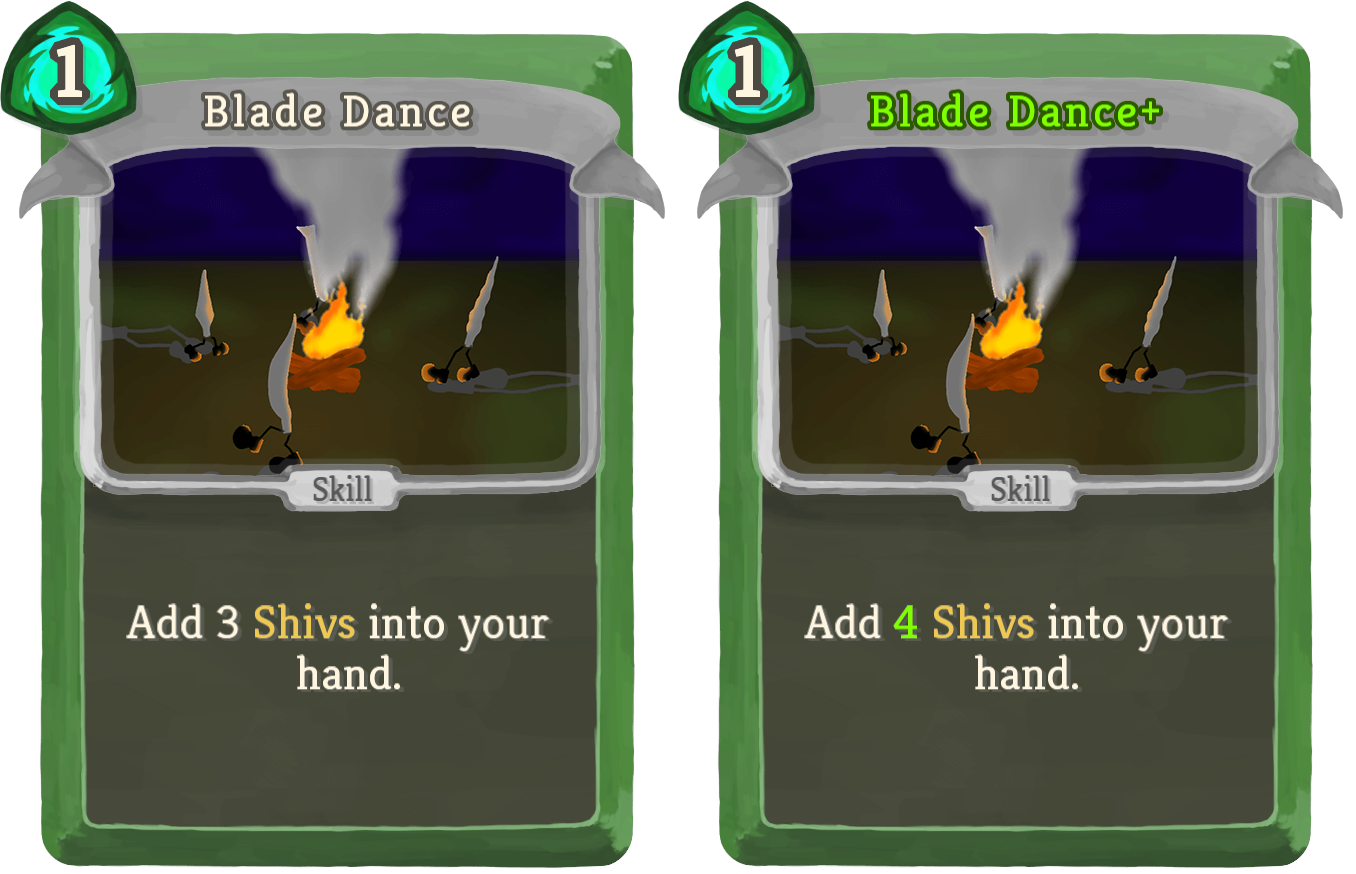 1
Blade Dance
Skill
Add 3 Shivs into your
hand.
1
Blade Dance+
Skill
Add 4 Shivs into your
hand.